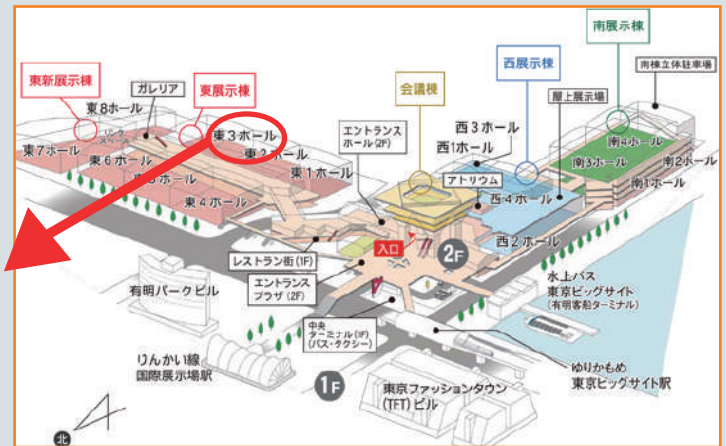 南展示棟
南棟立体駐車場
西展示棟
会議棟
屋上展示場
東新展示棟
ガレリア
東展示棟
東8ホール
東3ホール
エントランス
ホール(2F)
西3ホール
西1ホール
南4ホール
東7ホール
東6ホール
東2ホール
東1ホール
アトリウム
南3ホール
南2ホール
南1ホール
東5ホール
東4ホール
西4ホール
西2ホール
入口
2F
レストラン街(1F)
エントランス
プラザ(2F)
有明パークビル
水上バス
東京ビッグサイト
(有明客船ターミナル)
中央
ターミナル(1F)
(バス・タクシー)
りんかい線
国際展示場駅
1F
ゆりかもめ
東京ビッグサイト駅
東京ファッションタウン
(TFT)ビル
北